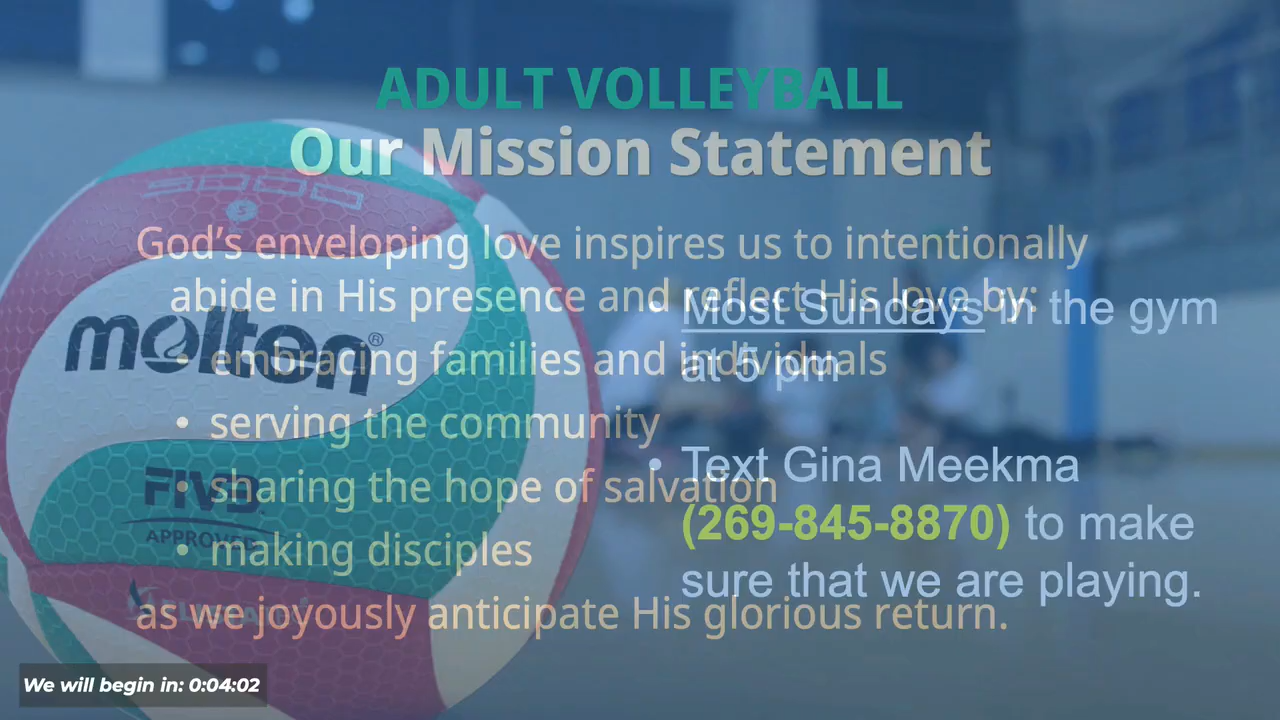 ADULT VOLLEYBALL
Our Mission Statement
God’s enveloping love inspires us to intentionally
abide in His presence and reflect His love by:
• embracing families and individuals
• serving the community
• sharing the hope of salvation
• making disciples
as we joyously anticipate His glorious return.
• Most Sundays in the gym
at 5 pm
• Text Gina Meekma
(269-845-8870) to make
sure that we are playing.
5000
S
molten®
FIVB
APPROVED
We will begin in: 0:04:02